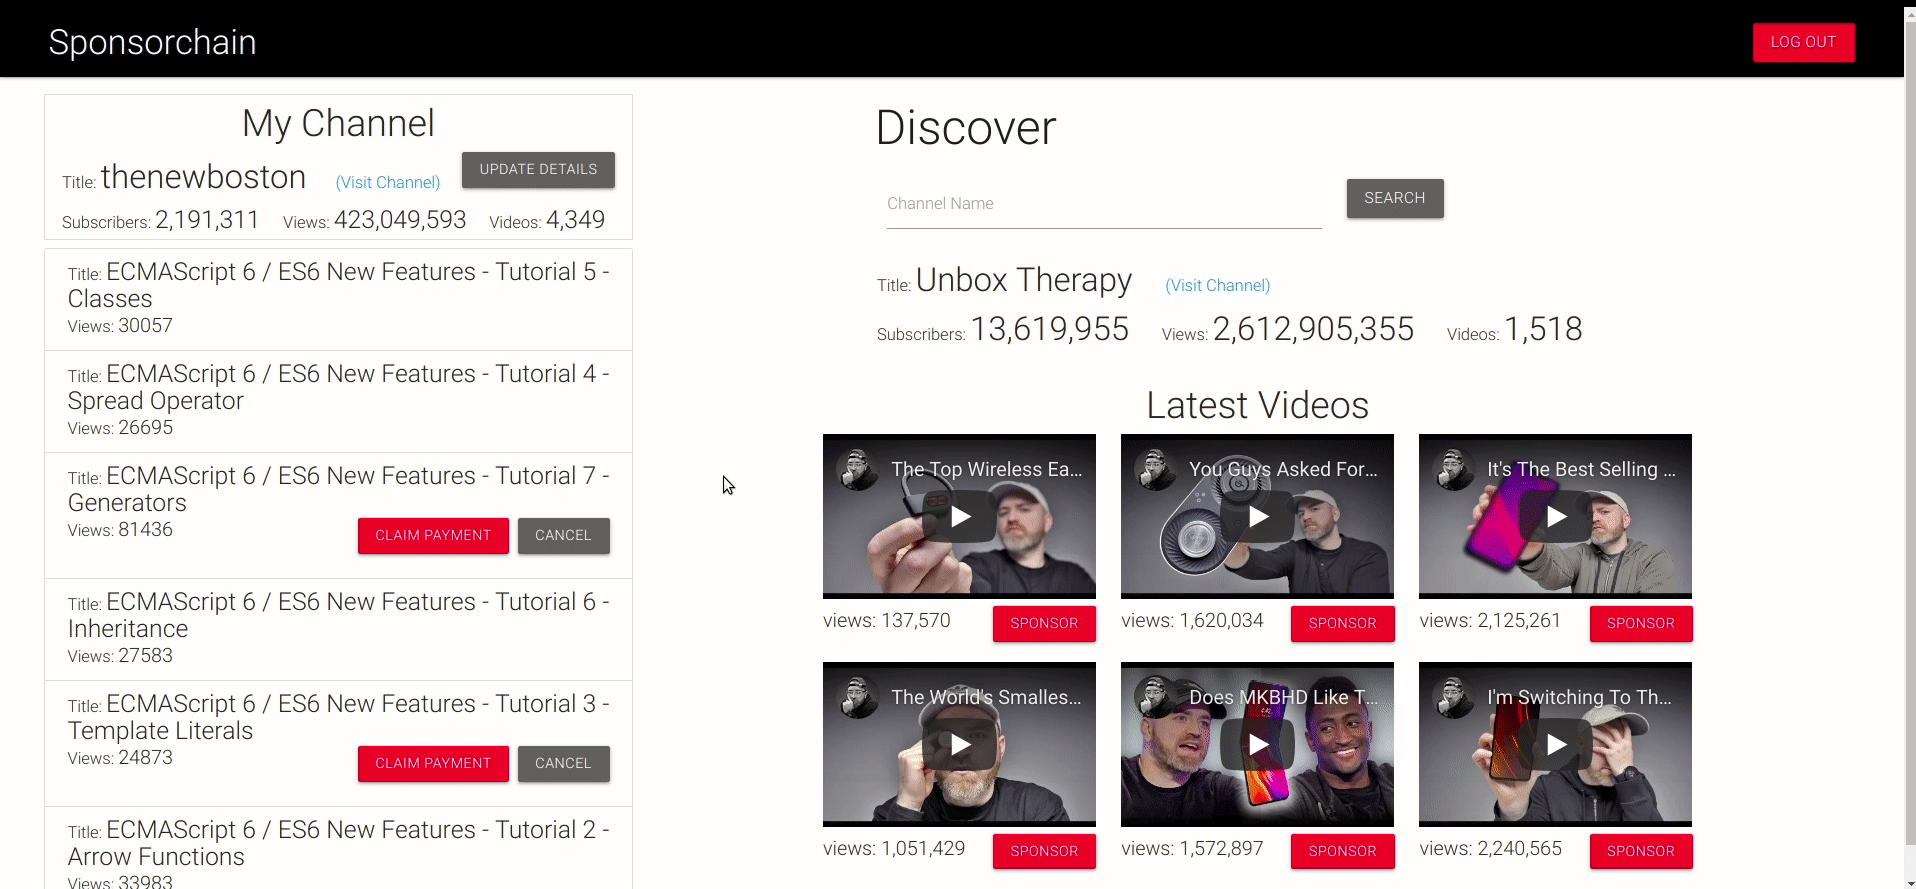 Sponsorchain
LOG OUT
My Channel
Title: thenewboston (Visit Channel) UPDATE DETAILS
Subscribers: 2,191,311 Views: 423,049,593 Videos: 4,349
Title: ECMAScript 6 / ES6 New Features - Tutorial 5 -
Classes
Views: 30057
Title: ECMAScript 6 / ES6 New Features - Tutorial 4 -
Spread Operator
Views: 26695
Title: ECMAScript 6 / ES6 New Features - Tutorial 7 -
Generators
Views: 81436
CLAIM PAYMENT CANCEL
Title: ECMAScript 6 / ES6 New Features - Tutorial 6 -
Inheritance
Views: 27583
Title: ECMAScript 6 / ES6 New Features - Tutorial 3 -
Template Literals
Views: 24873
CLAIM PAYMENT CANCEL
Title: ECMAScript 6 / ES6 New Features - Tutorial 2 -
Arrow Functions
Views: 33983
Discover
Channel Name
SEARCH
Title: Unbox Therapy (Visit Channel)
Subscribers: 13,619,955 Views: 2,612,905,355 Videos: 1,518
Latest Videos
The Top Wireless Ea...
You Guys Asked For...
It's The Best Selling ...
views: 137,570 SPONSOR
views: 1,620,034 SPONSOR
views: 2,125,261 SPONSOR
The World's Smalles...
Does MKBHD Like T...
I'm Switching To Th...
views: 1,051,429 SPONSOR
views: 1,572,897 SPONSOR
views: 2,240,565 SPONSOR